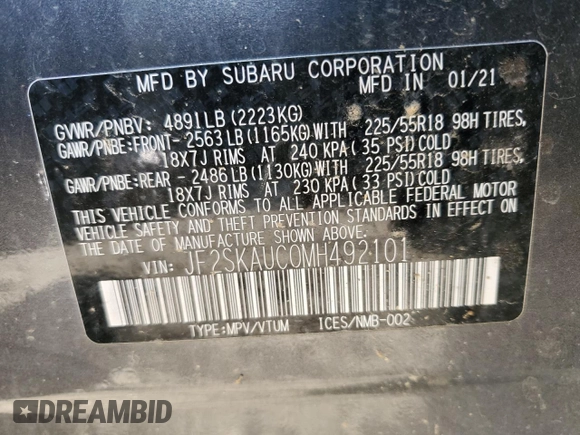 MFD BY SUBARU CORPORATION
MFD IN 01/21
GVWR/PNBV: 4891LB (2223KG)
GAWR/PNBE:FRONT-2563LB(1165KG)WITH 225/55R18 98H TIRES,
18X7J RIMS AT 240 KPA( 35 PSI)COLD
GAWR/PNBE:REAR - 2486LB(1130KG)WITH 225/55R18 98H TIRES,
18X7J RIMS AT 230 KPA( 33 PSI)COLD
THIS VEHICLE CONFORMS TO ALL APPLICABLE FEDERAL MOTOR
VEHICLE SAFETY AND THEFT PREVENTION STANDARDS IN EFFECT ON
THE DATE OF MANUFACTURE SHOWN ABOVE.
VIN: JF2SKAUC0MH492101
TYPE:MPV/VTUM ICES/NMB-002
DREAMBID